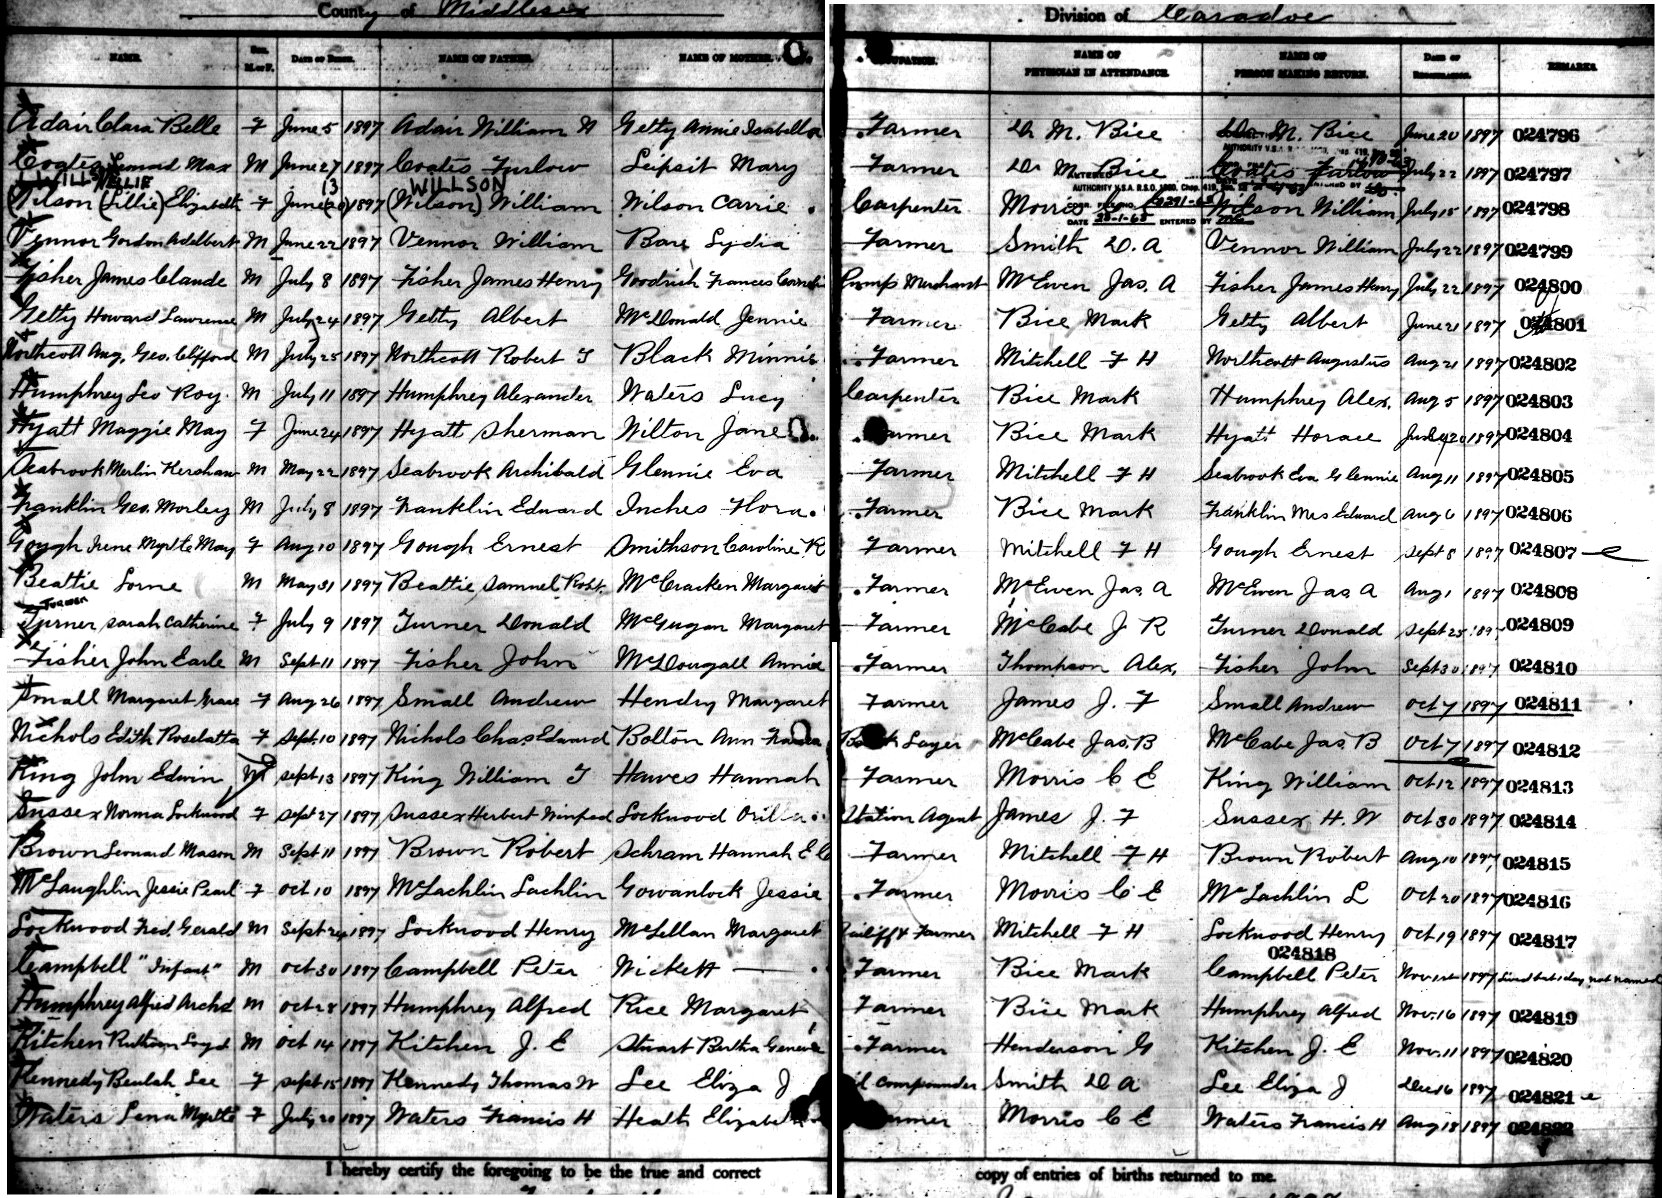 County of Middlesex Division of Caradoc
NAME. Sex. M. or F. DATE OF BIRTH. NAME OF FATHER. NAME OF MOTHER. OCCUPATION. NAME OF PHYSICIAN IN ATTENDANCE. NAME OF PERSON MAKING RETURN. DATE OF REGISTRATION. REMARKS.
Adair Clara Belle F June 5 1897 Adair William N Getty Annie Isabella Farmer Dr M. Bice M. Bice June 20 1897 024796
Coates Max M June 27 1897 Coates Furlow Leipsit Mary Farmer Dr M. Bice Coates Furlow July 22 1897 024797
WILLSON NELLIE 13 WILLSON
(Wilson) (Lillie) Elizabeth F June (20) 1897 (Wilson) William Wilson Carrie Carpenter Morris Wilson William July 15 1897 024798
AUTHORITY V.S.A. R.S.O. Chap. 419
DATE 25-1-65 ENTERED BY
Vennor Gordon Adelbert M June 22 1897 Vennor William Bare Lydia Farmer Smith D. A Vennor William July 22 1897 024799
Fisher James Claude M July 8 1897 Fisher James Henry Goodrich Frances Pump Merchant McEwen Jas. A Fisher James Henry July 22 1897 024800
Getty Howard Lawrence M July 24 1897 Getty Albert McDonald Jennie Farmer Bice Mark Getty Albert June 21 1897 024801
Northcott Aug. Geo. Clifford M July 25 1897 Northcott Robert T Black Minnie Farmer Mitchell F H Northcott Augustus Aug 21 1897 024802
Humphrey Leo Roy. M July 11 1897 Humphrey Alexander Waters Lucy Carpenter Bice Mark Humphrey Alex. Aug 5 1897 024803
Hyatt Maggie May F June 24 1897 Hyatt Sherman Wilton Jane Farmer Bice Mark Hyatt Horace 1897 024804
Seabrook Merlin Kershaw M May 22 1897 Seabrook Archibald Glennie Eva Farmer Mitchell F H Seabrook Eva Glennie Aug 11 1897 024805
Franklin Geo. Morley M July 8 1897 Franklin Edward Inches Flora Farmer Bice Mark Franklin Mrs Edward Aug 6 1897 024806
Gough Irene Myrtle May F Aug 10 1897 Gough Ernest Smithson Caroline K Farmer Mitchell F H Gough Ernest Sept 8 1897 024807
Beattie Lorne M May 31 1897 Beattie Samuel Robt. McCracken Margaret Farmer McEwen Jas A McEwen Jas A Aug 1 1897 024808
Turner
Turner Sarah Catherine F July 9 1897 Turner Donald McGugan Margaret Farmer McCabe J R Turner Donald Sept 25 1897 024809
Fisher John Earle M Sept 11 1897 Fisher John McDougall Annie Farmer Thompson Alex. Fisher John Sept 30 1897 024810
Small Margaret Grace F Aug 26 1897 Small Andrew Hendry Margaret Farmer James J. F Small Andrew Oct 7 1897 024811
Nichols Edith Roselatta F Sept. 10 1897 Nichols Chas Edward Bolton Ann Layer McCabe Jas. B McCabe Jas B Oct 7 1897 024812
King John Edwin M Sept 13 1897 King William T Hawes Hannah Farmer Morris C E King William Oct 12 1897 024813
Sussex Norma Lockwood F Sept 27 1897 Sussex Herbert Winfred Lockwood Orilla Station Agent James J. F Sussex H. W Oct 30 1897 024814
Brown Leonard Mason M Sept 11 1897 Brown Robert Schram Hannah E Farmer Mitchell F H Brown Robert Aug 10 1897 024815
McLaughlin Jessie Pearl F Oct 10 1897 McLachlin Lachlin Gowanlock Jessie Farmer Morris C E McLachlin L Oct 20 1897 024816
Lockwood Fred. Gerald M Sept 24 1897 Lockwood Henry McLellan Margaret Bailiff & Farmer Mitchell F H Lockwood Henry Oct 19 1897 024817
024818
Campbell "Infant" M Oct 30 1897 Campbell Peter Wickett — Farmer Bice Mark Campbell Peter Nov 1st 1897 Lived but 1 day not named
Humphrey Alfred Archd M Oct 28 1897 Humphrey Alfred Rice Margaret Farmer Bice Mark Humphrey Alfred Nov. 16 1897 024819
Kitchen Loyd M Oct 14 1897 Kitchen J. E Stuart Bertha Geneva Farmer Henderson G Kitchen J. E Nov. 11 1897 024820
Kennedy Beulah Lee F Sept 15 1897 Kennedy Thomas W Lee Eliza J Oil Compounder Smith D A Lee Eliza J Dec 16 1897 024821
Waters Lena Myrtle F July 20 1897 Waters Francis H Heath Elizabeth Farmer Morris C E Waters Francis H Aug 18 1897 024822
I hereby certify the foregoing to be the true and correct copy of entries of births returned to me.